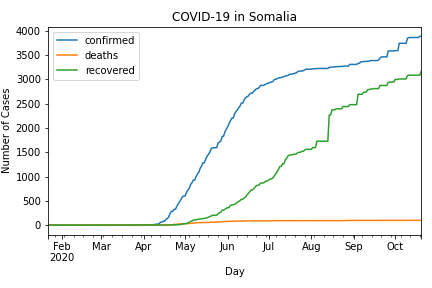 COVID-19 in Somalia
confirmed
deaths
recovered
Number of Cases
4000
3500
3000
2500
2000
1500
1000
500
0
Feb Mar Apr May Jun Jul Aug Sep Oct
2020
Day